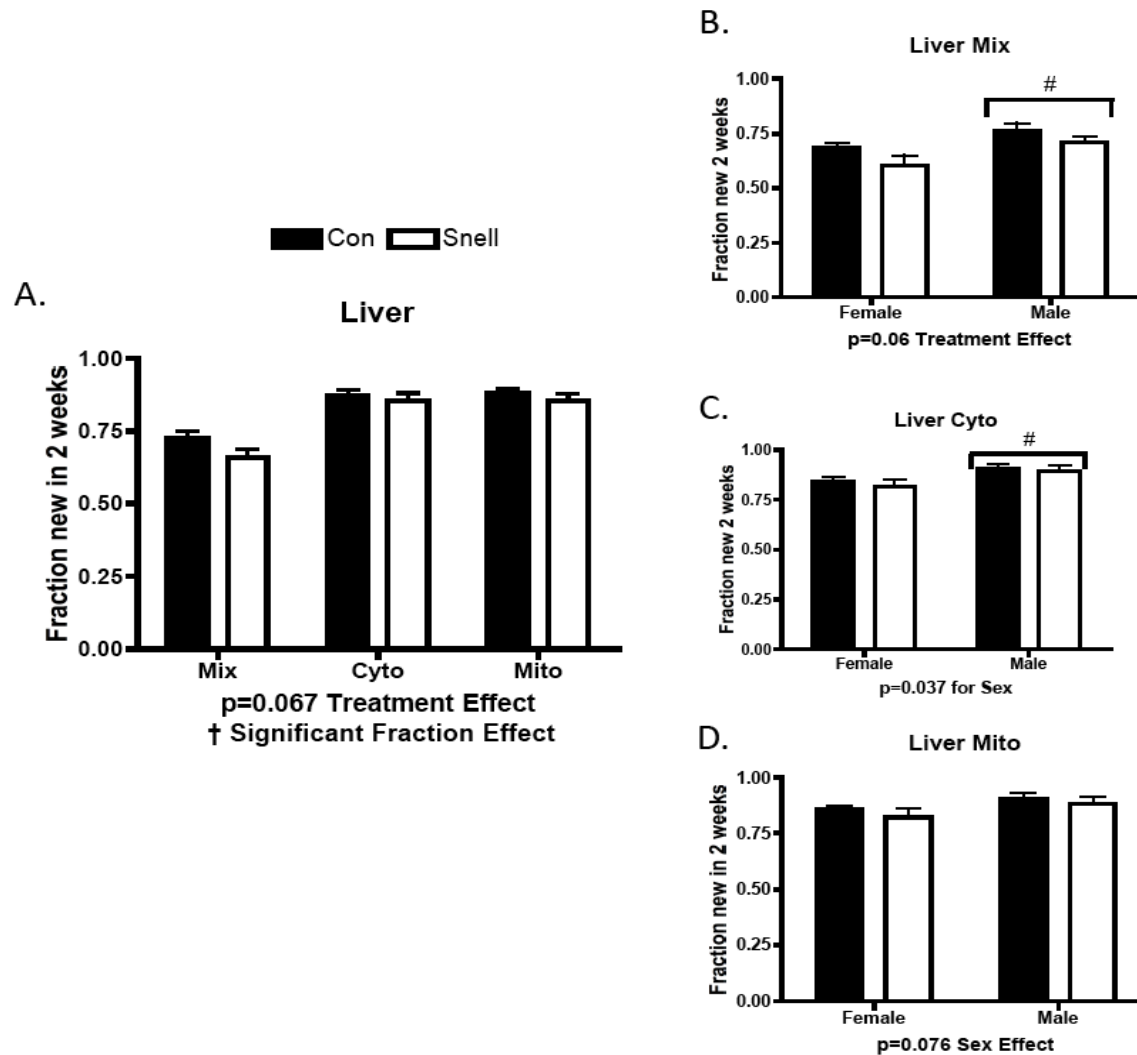 Con Snell
A.
Liver
Fraction new in 2 weeks
1.00
0.75
0.50
0.25
0.00
Mix Cyto Mito
p=0.067 Treatment Effect
† Significant Fraction Effect
B.
Liver Mix
Fraction new 2 weeks
1.00
0.75
0.50
0.25
0.00
#
Female Male
p=0.06 Treatment Effect
C.
Liver Cyto
Fraction new 2 weeks
1.00
0.75
0.50
0.25
0.00
#
Female Male
p=0.037 for Sex
D.
Liver Mito
Fraction new in 2 weeks
1.00
0.75
0.50
0.25
0.00
Female Male
p=0.076 Sex Effect